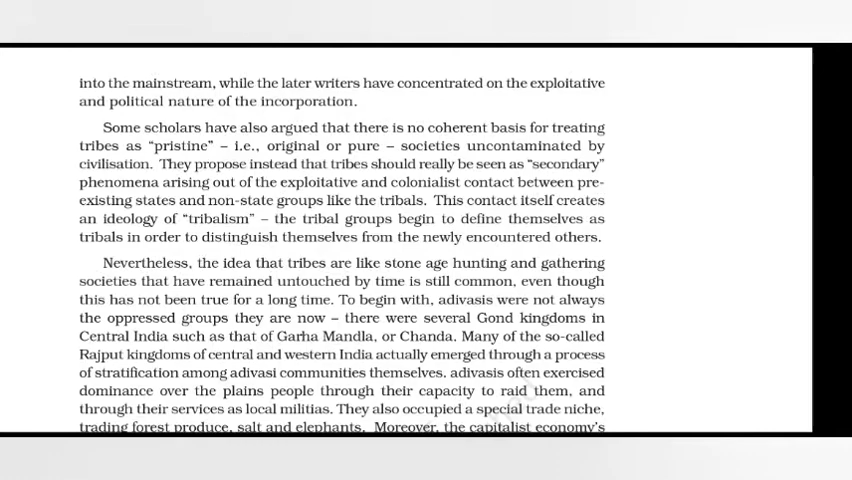 into the mainstream, while the later writers have concentrated on the exploitative
and political nature of the incorporation.
Some scholars have also argued that there is no coherent basis for treating
tribes as “pristine” – i.e., original or pure – societies uncontaminated by
civilisation. They propose instead that tribes should really be seen as “secondary”
phenomena arising out of the exploitative and colonialist contact between pre-
existing states and non-state groups like the tribals. This contact itself creates
an ideology of “tribalism” – the tribal groups begin to define themselves as
tribals in order to distinguish themselves from the newly encountered others.
Nevertheless, the idea that tribes are like stone age hunting and gathering
societies that have remained untouched by time is still common, even though
this has not been true for a long time. To begin with, adivasis were not always
the oppressed groups they are now – there were several Gond kingdoms in
Central India such as that of Garha Mandla, or Chanda. Many of the so-called
Rajput kingdoms of central and western India actually emerged through a process
of stratification among adivasi communities themselves. adivasis often exercised
dominance over the plains people through their capacity to raid them, and
through their services as local militias. They also occupied a special trade niche,
trading forest produce, salt and elephants. Moreover, the capitalist economy’s